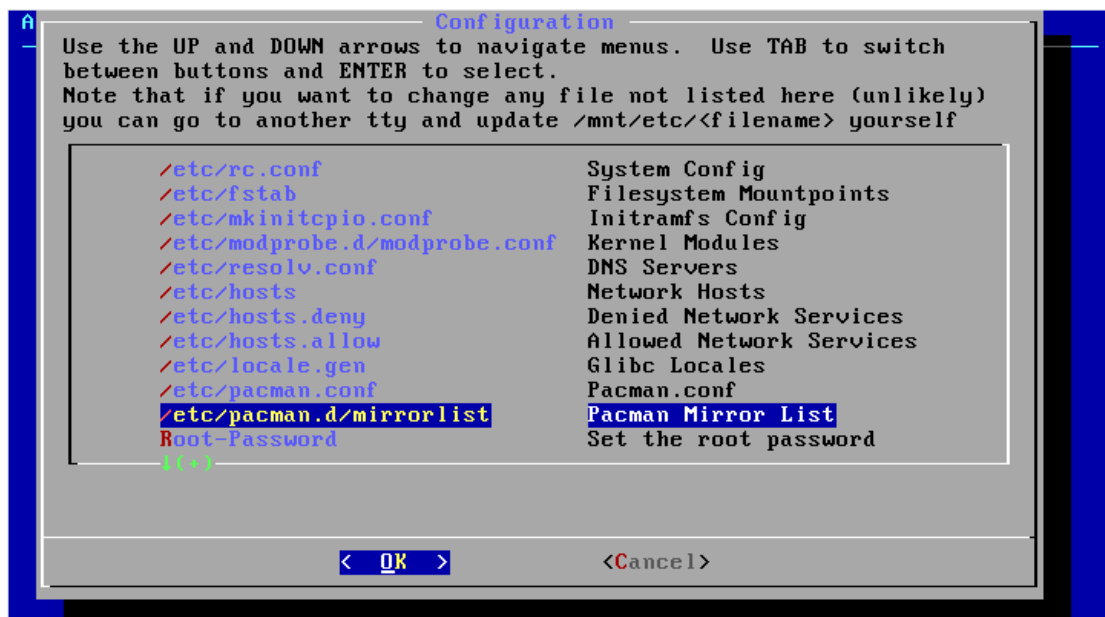 A
Configuration
Use the UP and DOWN arrows to navigate menus.  Use TAB to switch
between buttons and ENTER to select.
Note that if you want to change any file not listed here (unlikely)
you can go to another tty and update /mnt/etc/<filename> yourself
/etc/rc.conf System Config
/etc/fstab Filesystem Mountpoints
/etc/mkinitcpio.conf Initramfs Config
/etc/modprobe.d/modprobe.conf Kernel Modules
/etc/resolv.conf DNS Servers
/etc/hosts Network Hosts
/etc/hosts.deny Denied Network Services
/etc/hosts.allow Allowed Network Services
/etc/locale.gen Glibc Locales
/etc/pacman.conf Pacman.conf
/etc/pacman.d/mirrorlist Pacman Mirror List
Root-Password Set the root password
↓(+)
<  OK  > <Cancel>